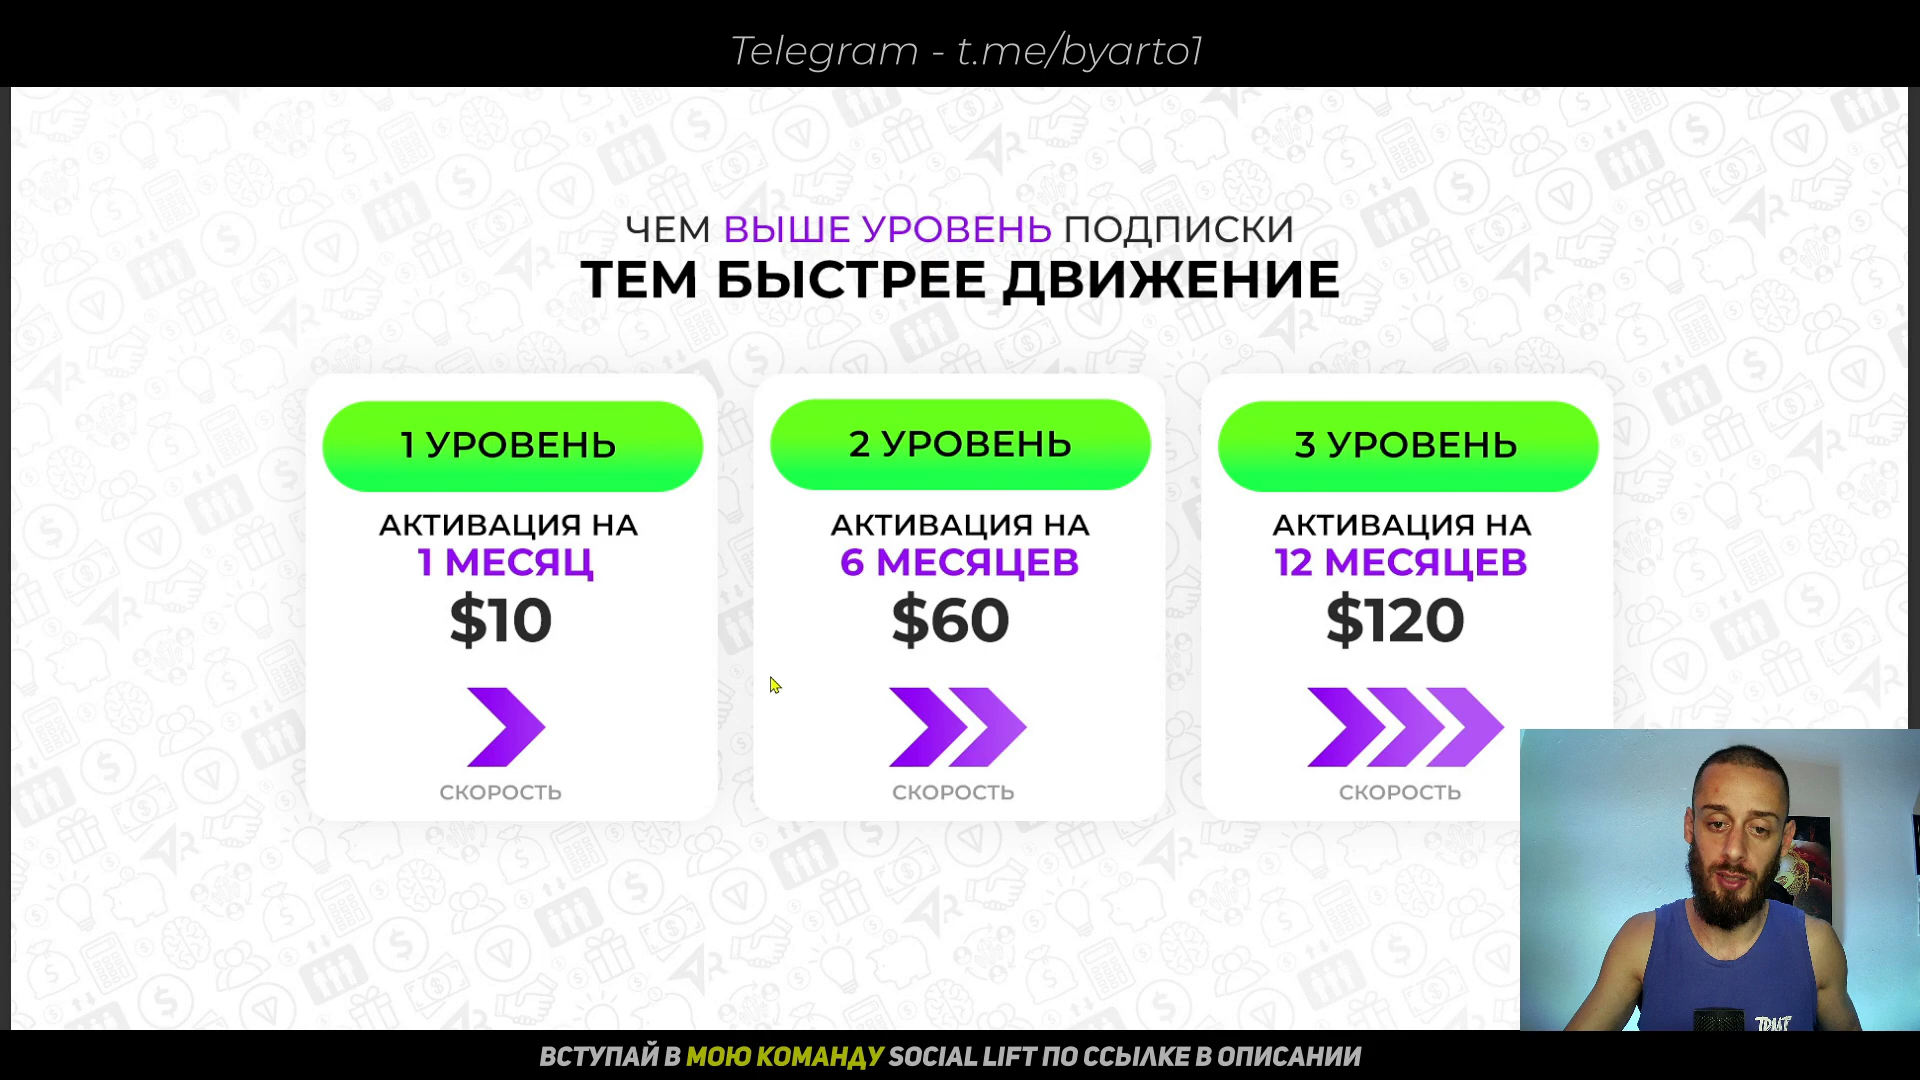 Telegram - t.me/byarto1
ЧЕМ ВЫШЕ УРОВЕНЬ ПОДПИСКИ
ТЕМ БЫСТРЕЕ ДВИЖЕНИЕ
1 УРОВЕНЬ
АКТИВАЦИЯ НА
1 МЕСЯЦ
$10
СКОРОСТЬ
2 УРОВЕНЬ
АКТИВАЦИЯ НА
6 МЕСЯЦЕВ
$60
СКОРОСТЬ
3 УРОВЕНЬ
АКТИВАЦИЯ НА
12 МЕСЯЦЕВ
$120
СКОРОСТЬ
ВСТУПАЙ В МОЮ КОМАНДУ SOCIAL LIFT ПО ССЫЛКЕ В ОПИСАНИИ